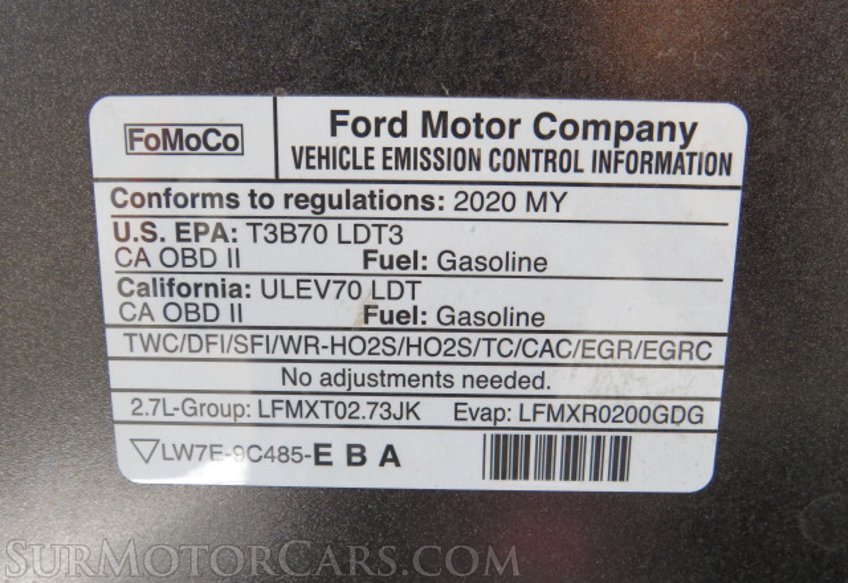 FoMoCo
Ford Motor Company
VEHICLE EMISSION CONTROL INFORMATION
Conforms to regulations: 2020 MY
U.S. EPA: T3B70 LDT3
CA OBD II Fuel: Gasoline
California: ULEV70 LDT
CA OBD II Fuel: Gasoline
TWC/DFI/SFI/WR-HO2S/HO2S/TC/CAC/EGR/EGRC
No adjustments needed.
2.7L-Group: LFMXT02.73JK Evap: LFMXR0200GDG
LW7E-9C485-E B A
SURMOTORCARS.COM